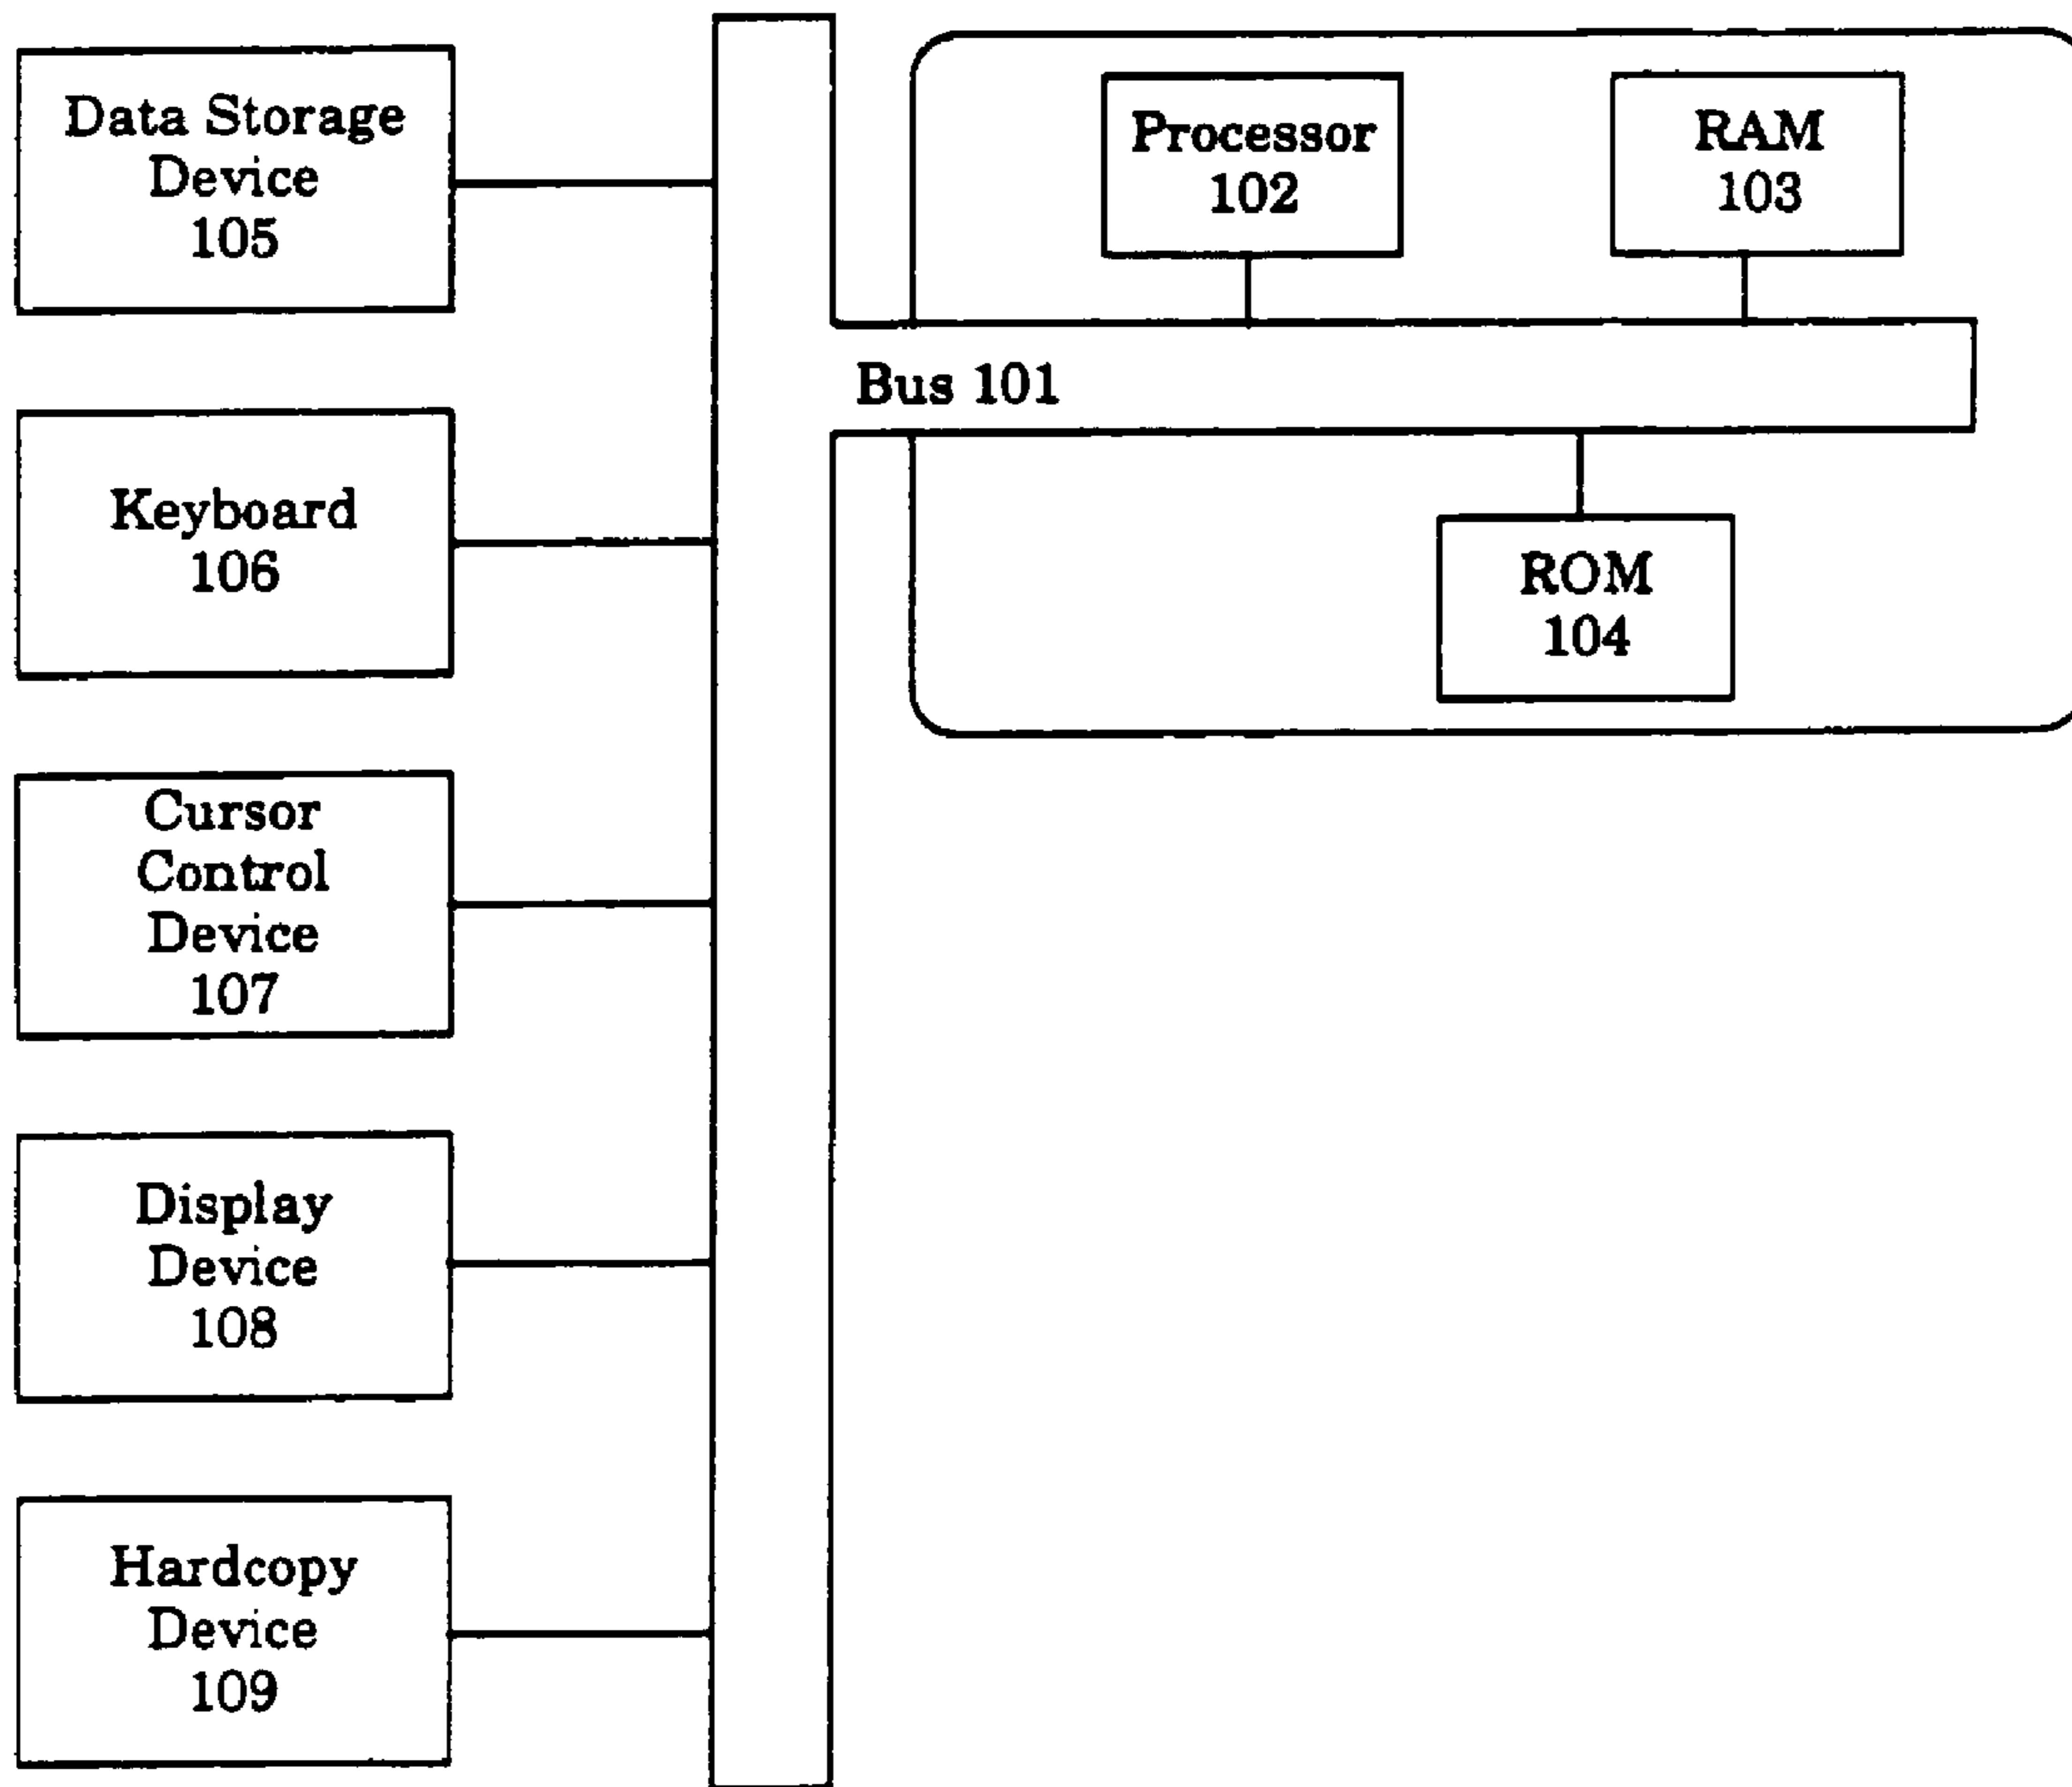 Data Storage
Device
105
Processor
102
RAM
103
Bus 101
Keyboard
106
ROM
104
Cursor
Control
Device
107
Display
Device
108
Hardcopy
Device
109